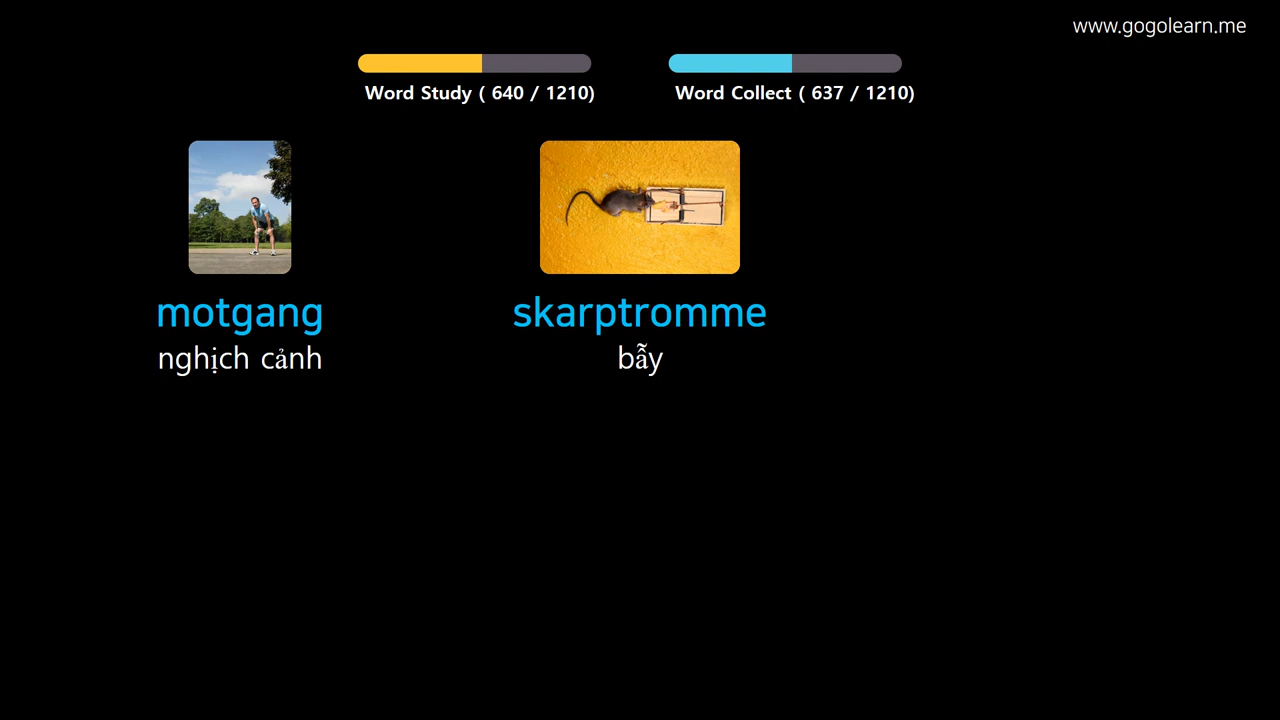 www.gogolearn.me
Word Study ( 640 / 1210)
Word Collect ( 637 / 1210)
motgang
nghịch cảnh
skarptromme
bẫy